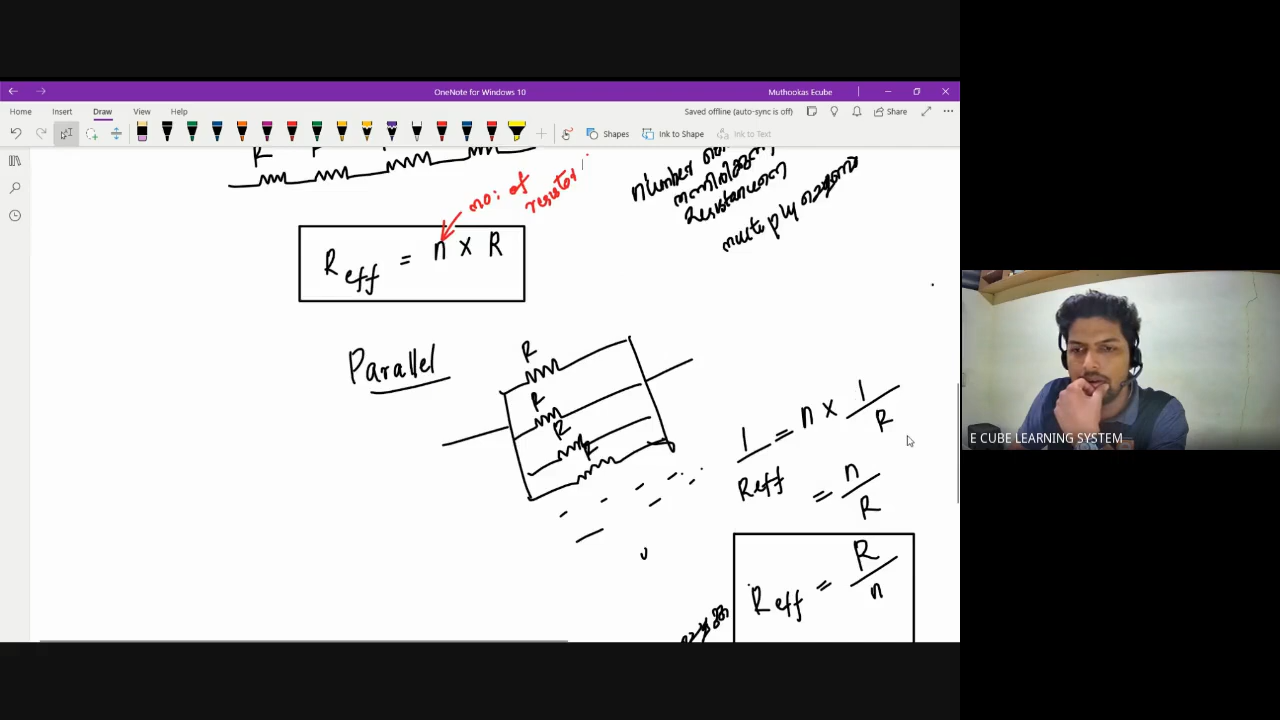 OneNote for Windows 10
Muthookas Ecube
Home Insert Draw View Help
Saved offline (auto-sync is off)
Share
Shapes
Ink to Shape
Ink to Text
R
no: of
resistor
number
multiply
R eff = n x R
Parallel
R
R
R
R
1/Reff = n x 1/R
= n/R
Reff = R/n
E CUBE LEARNING SYSTEM